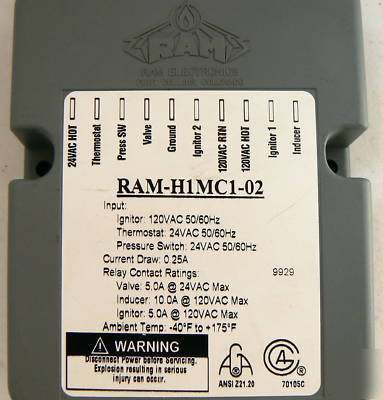 RAM
RAM ELECTRONICS
24VAC HOT
Thermostat
Press SW
Valve
Ground
Ignitor 2
120VAC RTN
120VAC HOT
Ignitor 1
Inducer
RAM-H1MC1-02
Input:
Ignitor: 120VAC 50/60Hz
Thermostat: 24VAC 50/60Hz
Pressure Switch: 24VAC 50/60Hz
Current Draw: 0.25A
Relay Contact Ratings: 9929
Valve: 5.0A @ 24VAC Max
Inducer: 10.0A @ 120VAC Max
Ignitor: 5.0A @ 120VAC Max
Ambient Temp: -40°F to +175°F
WARNING
Disconnect Power before Servicing.
Explosion resulting in serious
injury can occur.
ANSI Z21.20
70105C